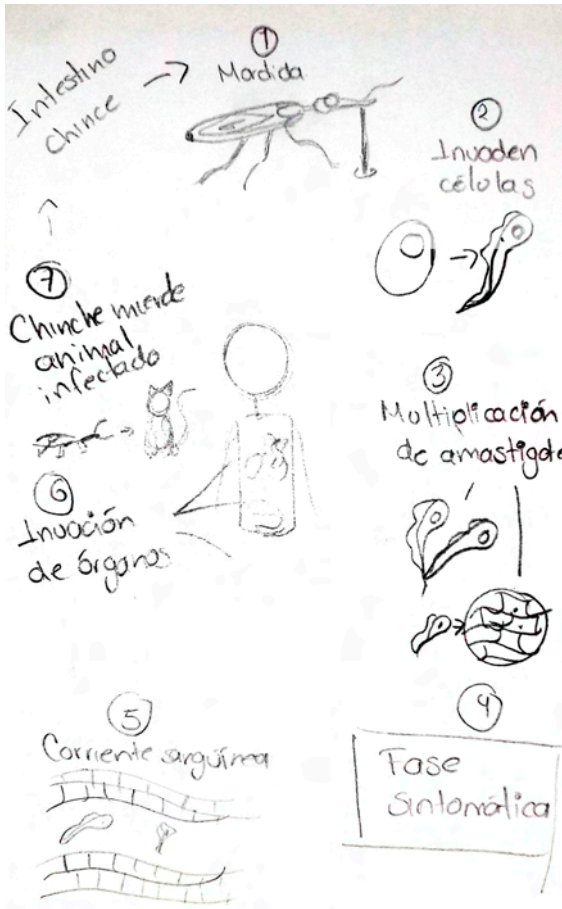 Intestino
Chince
1
Mordida
2
Invaden
células
3
Multiplicación
de amastigote
4
Fase
Sintomática
5
Corriente sanguínea
6
Invación
de órganos
7
Chinche muerde
animal
infectado